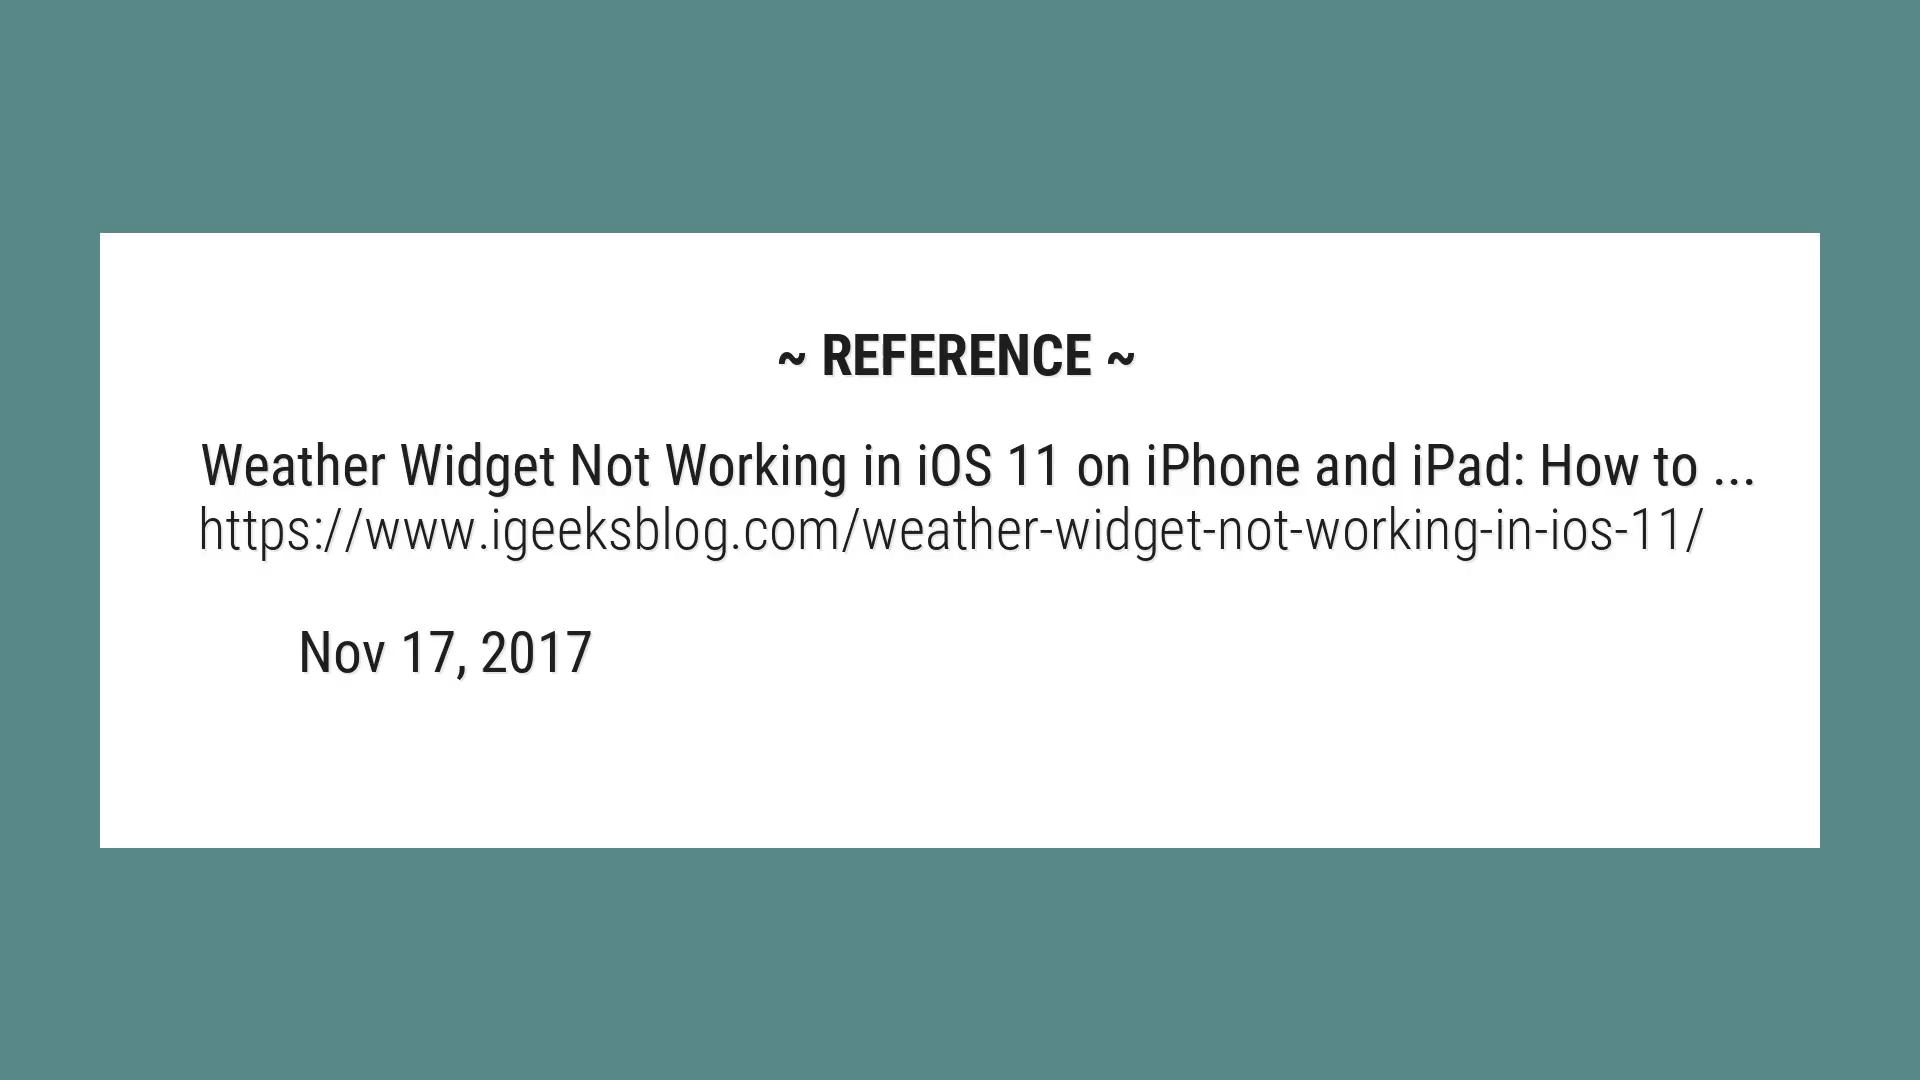 ~ REFERENCE ~
Weather Widget Not Working in iOS 11 on iPhone and iPad: How to ...
https://www.igeeksblog.com/weather-widget-not-working-in-ios-11/
Nov 17, 2017